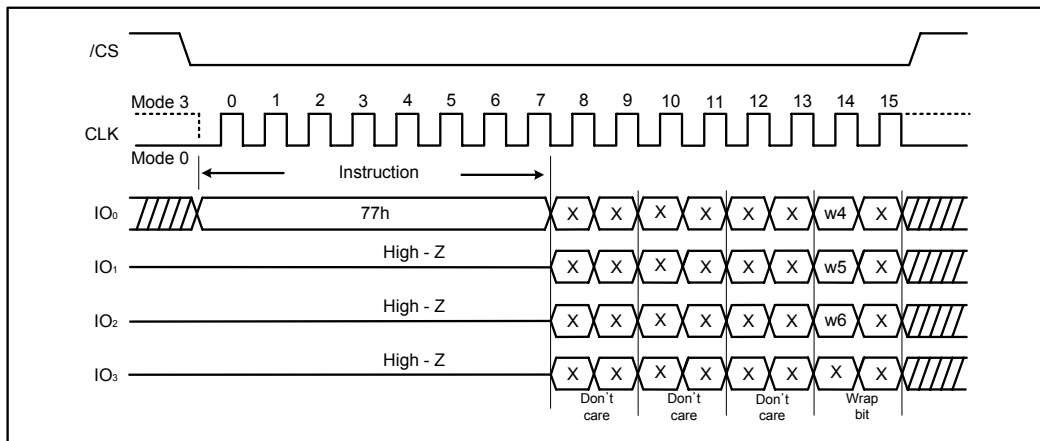 /CS
Mode 3 0 1 2 3 4 5 6 7 8 9 10 11 12 13 14 15
CLK
Mode 0
Instruction
IO₀ 77h X X X X X X w4 X
High - Z
IO₁ X X X X X X w5 X
High - Z
IO₂ X X X X X X w6 X
High - Z
IO₃ X X X X X X X X
Don't Don't Don't Wrap
care care care bit